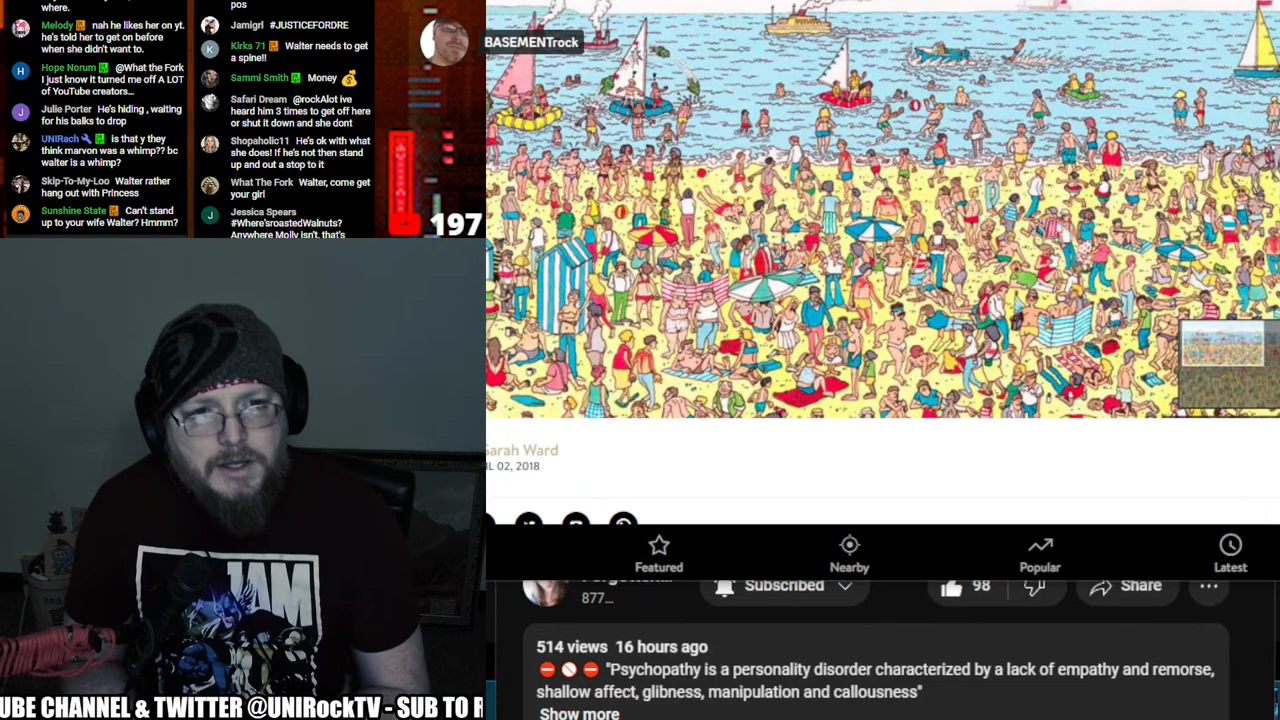 where.
Melody nah he likes her on yt.
he's told her to get on before
when she didn't want to.
Hope Norum @What the Fork
I just know it turned me off A LOT
of YouTube creators...
Julie Porter He's hiding , waiting
for his balks to drop
UNIRach is that y they
think marvon was a whimp?? bc
walter is a whimp?
Skip-To-My-Loo Walter rather
hang out with Princess
Sunshine State Can't stand
up to your wife Walter? Hmmm?
pos
Jamigrl #JUSTICEFORDRE
Kirks 71 Walter needs to get
a spine!!
Sammi Smith Money
Safari Dream @rockAlot ive
heard him 3 times to get off here
or shut it down and she dont
Shopaholic11 He's ok with what
she does! If he's not then stand
up and out a stop to it
What The Fork Walter, come get
your girl
Jessica Spears
#Where'sroastedWalnuts?
Anywhere Molly isn't, that's
197
BASEMENTrock
Sarah Ward
IL 02, 2018
Featured
Nearby
Popular
Latest
877...
Subscribed
98
Share
514 views 16 hours ago
"Psychopathy is a personality disorder characterized by a lack of empathy and remorse,
shallow affect, glibness, manipulation and callousness"
Show more
JAM
UBE CHANNEL & TWITTER @UNIRockTV - SUB TO